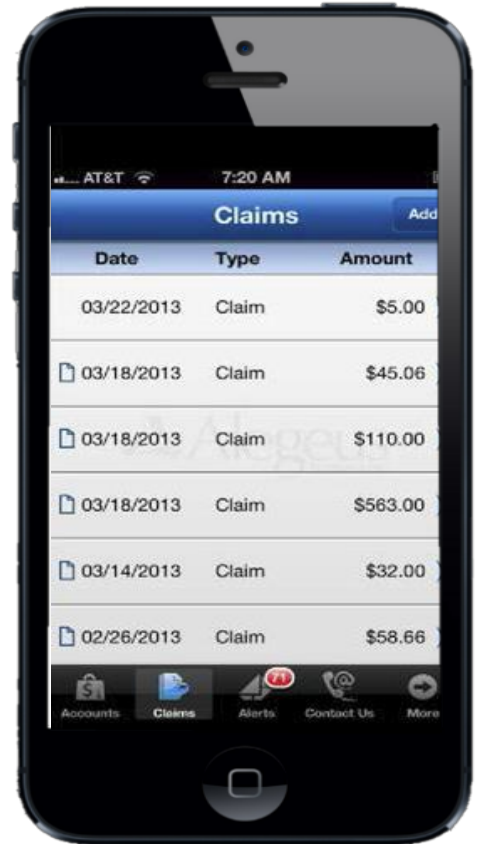 AT&T 7:20 AM
Claims Add
Date Type Amount
03/22/2013 Claim $5.00
03/18/2013 Claim $45.06
03/18/2013 Claim $110.00
Alegeus
03/18/2013 Claim $563.00
03/14/2013 Claim $32.00
02/26/2013 Claim $58.66
$ 71 @
Accounts Claims Alerts Contact Us More